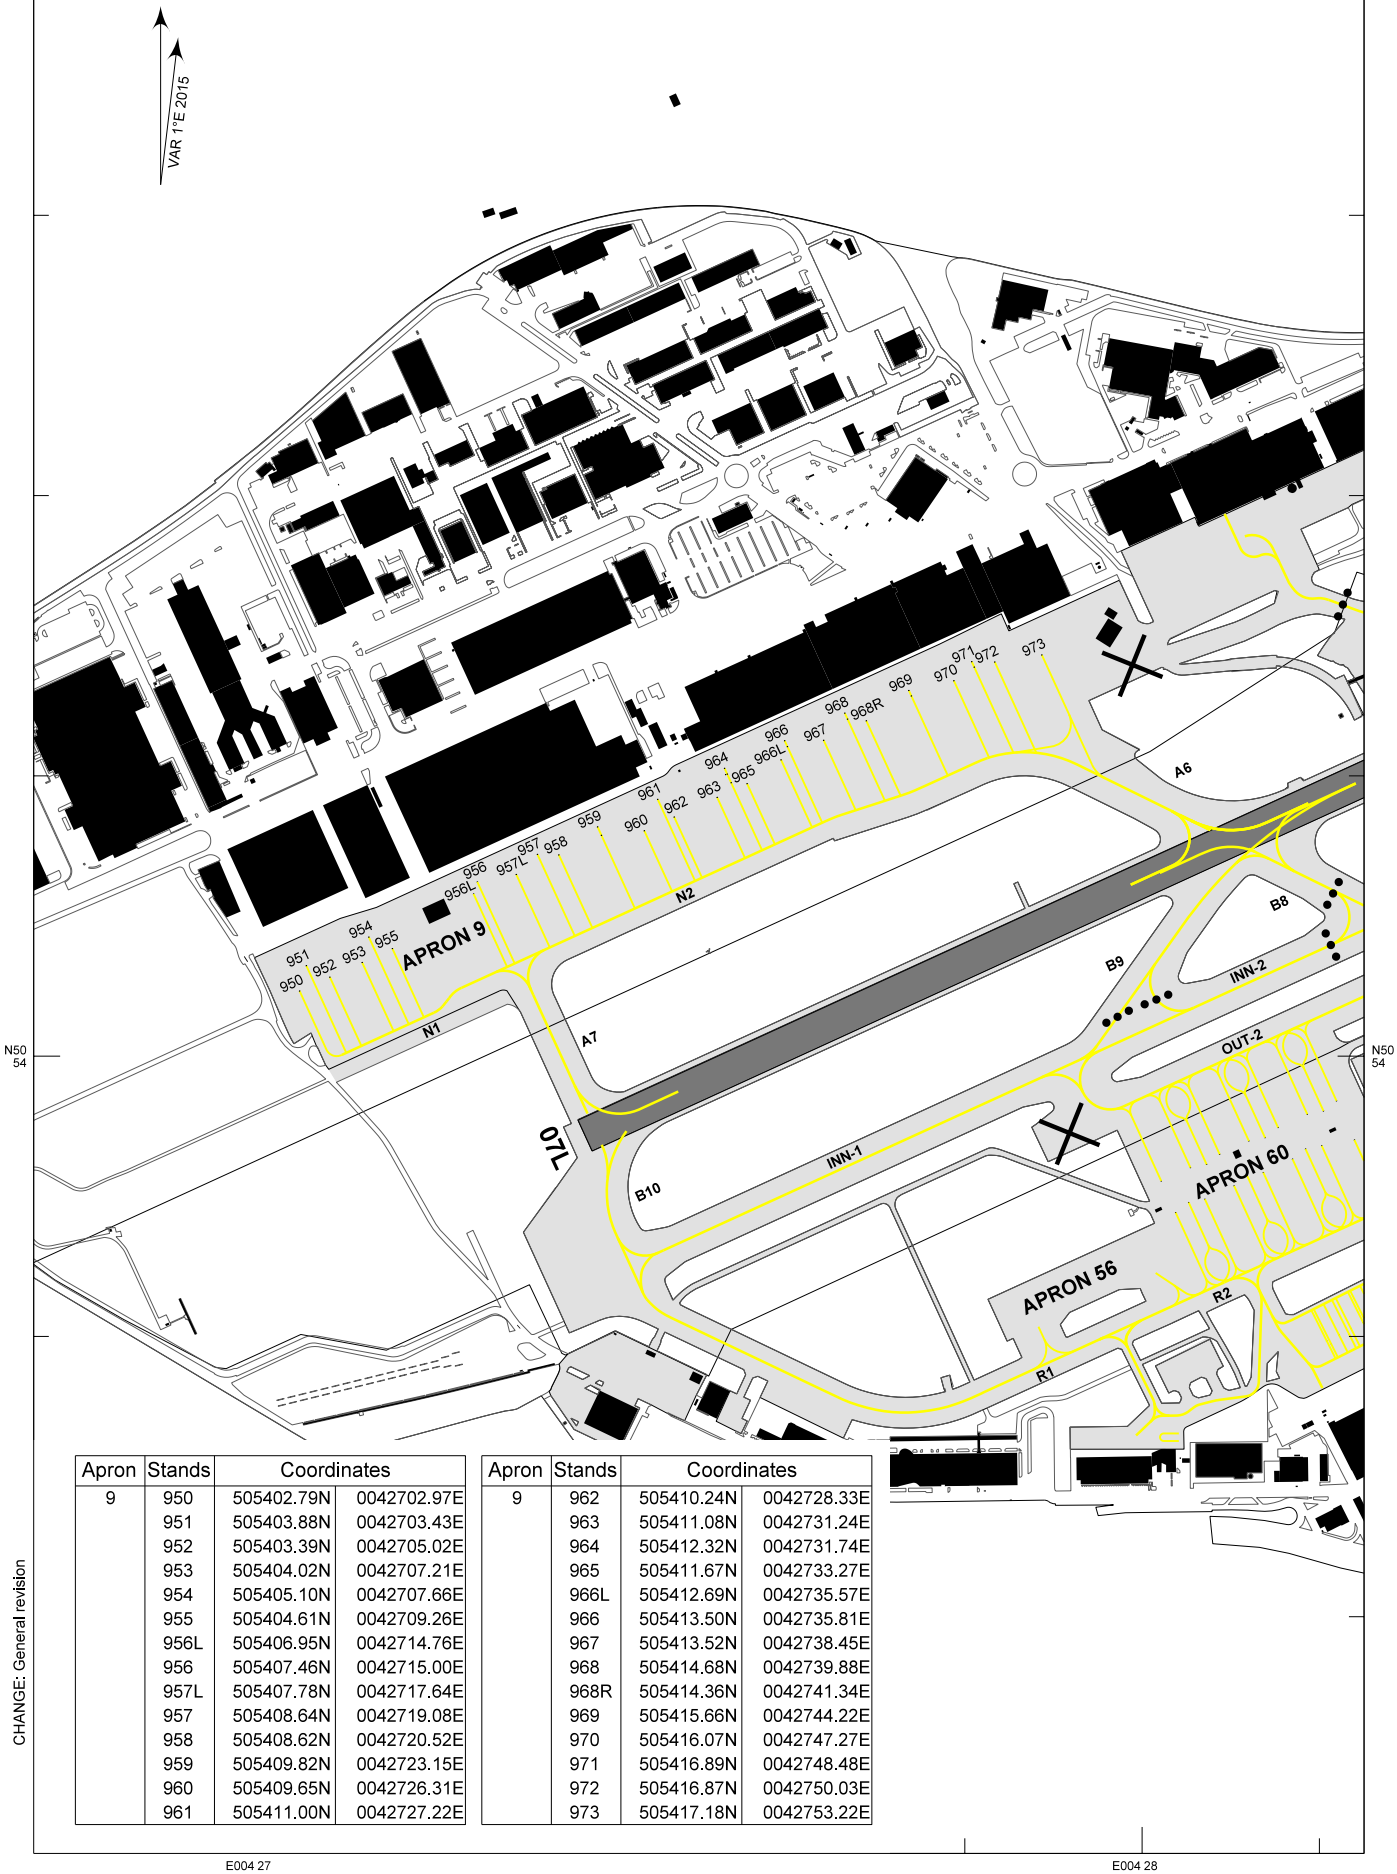 VAR 1°E 2015
973
971
972
970
969
968
968R
967
966
966L
964
965
963
961
962
960
959
957
958
957L
956
956L
954
955
953
951
952
950
APRON 9
N2
N1
A6
A7
B8
B9
INN-2
OUT-2
N50
54
N50
54
07L
INN-1
B10
APRON 60
APRON 56
R2
R1
Apron Stands Coordinates
9 950 505402.79N 0042702.97E
951 505403.88N 0042703.43E
952 505403.39N 0042705.02E
953 505404.02N 0042707.21E
954 505405.10N 0042707.66E
955 505404.61N 0042709.26E
956L 505406.95N 0042714.76E
956 505407.46N 0042715.00E
957L 505407.78N 0042717.64E
957 505408.64N 0042719.08E
958 505408.62N 0042720.52E
959 505409.82N 0042723.15E
960 505409.65N 0042726.31E
961 505411.00N 0042727.22E
Apron Stands Coordinates
9 962 505410.24N 0042728.33E
963 505411.08N 0042731.24E
964 505412.32N 0042731.74E
965 505411.67N 0042733.27E
966L 505412.69N 0042735.57E
966 505413.50N 0042735.81E
967 505413.52N 0042738.45E
968 505414.68N 0042739.88E
968R 505414.36N 0042741.34E
969 505415.66N 0042744.22E
970 505416.07N 0042747.27E
971 505416.89N 0042748.48E
972 505416.87N 0042750.03E
973 505417.18N 0042753.22E
CHANGE: General revision
E004 27
E004 28